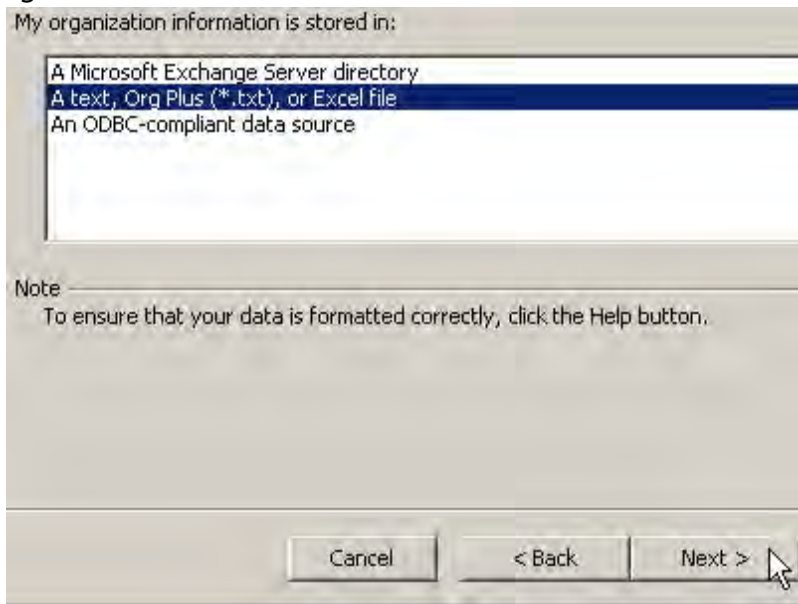 My organization information is stored in:
A Microsoft Exchange Server directory
A text, Org Plus (*.txt), or Excel file
An ODBC-compliant data source
Note
To ensure that your data is formatted correctly, click the Help button.
Cancel
< Back
Next >